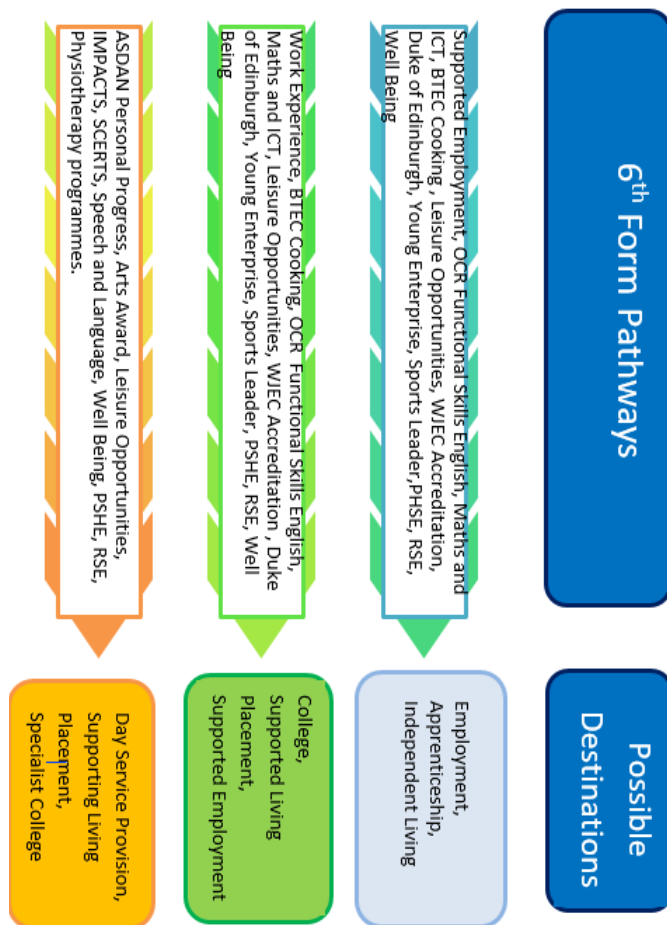 6th Form Pathways
Possible
Destinations
Supported Employment, OCR Functional Skills English, Maths and
ICT, BTEC Cooking , Leisure Opportunities, WJEC Accreditation,
Duke of Edinburgh, Young Enterprise, Sports Leader,PHSE, RSE,
Well Being
Employment,
Apprenticeship,
Independent Living
Work Experience, BTEC Cooking, OCR Functional Skills English,
Maths and ICT, Leisure Opportunities, WJEC Accreditation , Duke
of Edinburgh, Young Enterprise, Sports Leader, PSHE, RSE, Well
Being
College,
Supported Living
Placement,
Supported Employment
ASDAN Personal Progress, Arts Award, Leisure Opportunities,
IMPACTS, SCERTS, Speech and Language, Well Being, PSHE, RSE,
Physiotherapy programmes.
Day Service Provision,
Supporting Living
Placement,
Specialist College